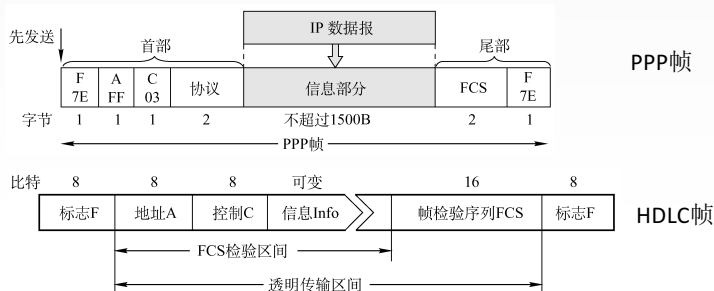 IP 数据报
先发送
首部
尾部
PPP帧
F
7E
A
FF
C
03
协议
信息部分
FCS
F
7E
字节 1 1 1 2 不超过1500B 2 1
PPP帧
比特 8 8 8 可变 16 8
标志F 地址A 控制C 信息Info 帧检验序列FCS 标志F
HDLC帧
FCS检验区间
透明传输区间